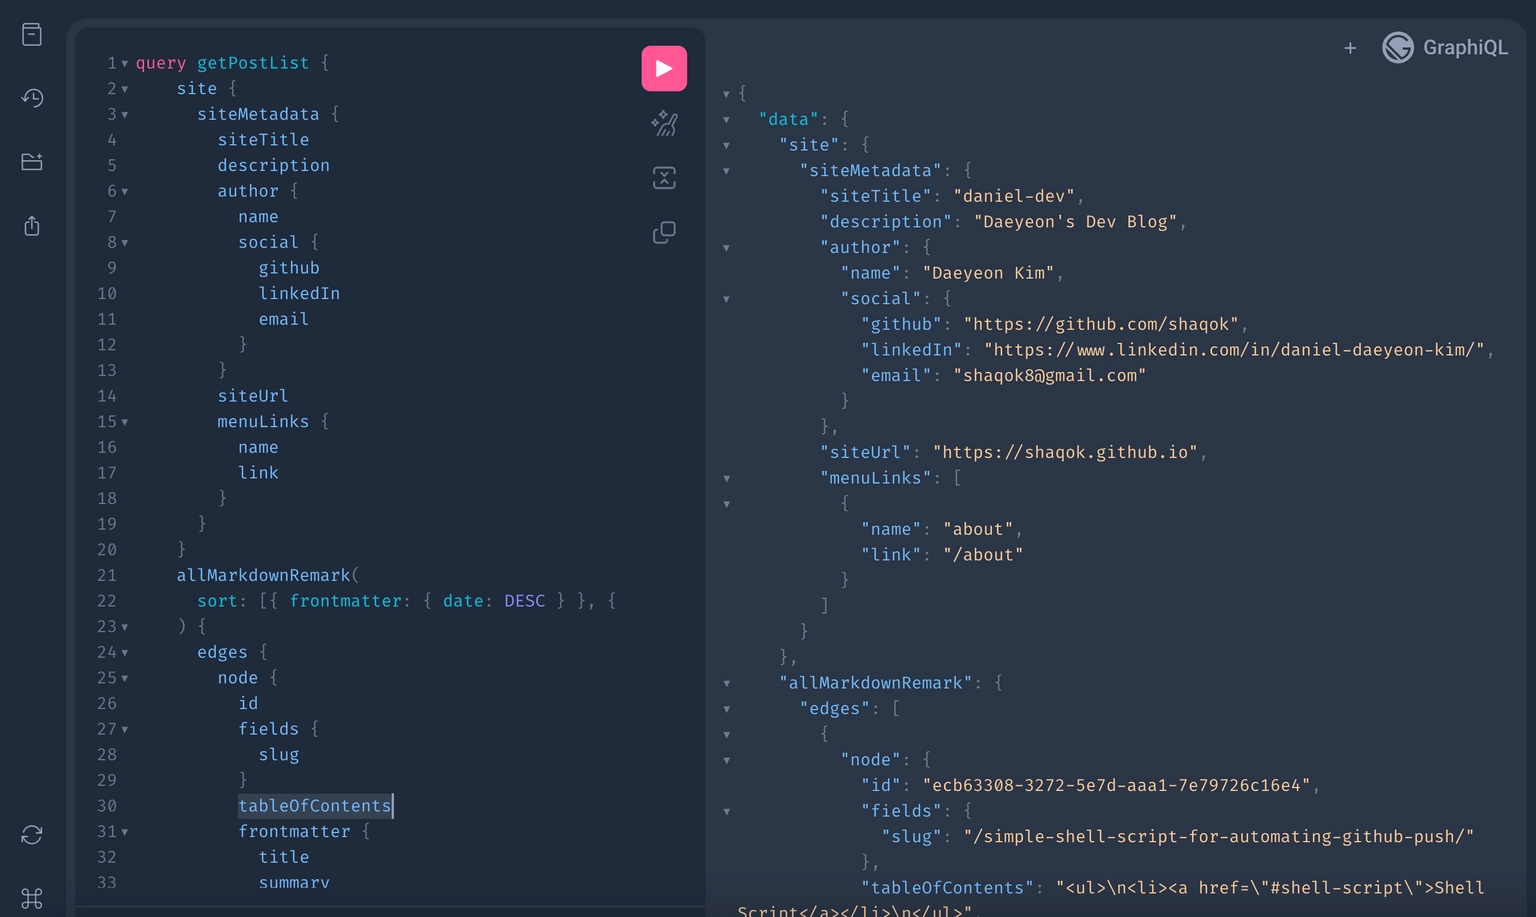 1 query getPostList {
2 site {
3 siteMetadata {
4 siteTitle
5 description
6 author {
7 name
8 social {
9 github
10 linkedIn
11 email
12 }
13 }
14 siteUrl
15 menuLinks {
16 name
17 link
18 }
19 }
20 }
21 allMarkdownRemark(
22 sort: [{ frontmatter: { date: DESC } }, {
23 ) {
24 edges {
25 node {
26 id
27 fields {
28 slug
29 }
30 tableOfContents
31 frontmatter {
32 title
33 summary
+ GraphiQL
{
"data": {
"site": {
"siteMetadata": {
"siteTitle": "daniel-dev",
"description": "Daeyeon's Dev Blog",
"author": {
"name": "Daeyeon Kim",
"social": {
"github": "https://github.com/shaqok",
"linkedIn": "https://www.linkedin.com/in/daniel-daeyeon-kim/",
"email": "shaqok8@gmail.com"
}
},
"siteUrl": "https://shaqok.github.io",
"menuLinks": [
{
"name": "about",
"link": "/about"
}
]
}
},
"allMarkdownRemark": {
"edges": [
{
"node": {
"id": "ecb63308-3272-5e7d-aaa1-7e79726c16e4",
"fields": {
"slug": "/simple-shell-script-for-automating-github-push/"
},
"tableOfContents": "<ul>\n<li><a href=\"#shell-script\">Shell
Script</a></li>\n</ul>",